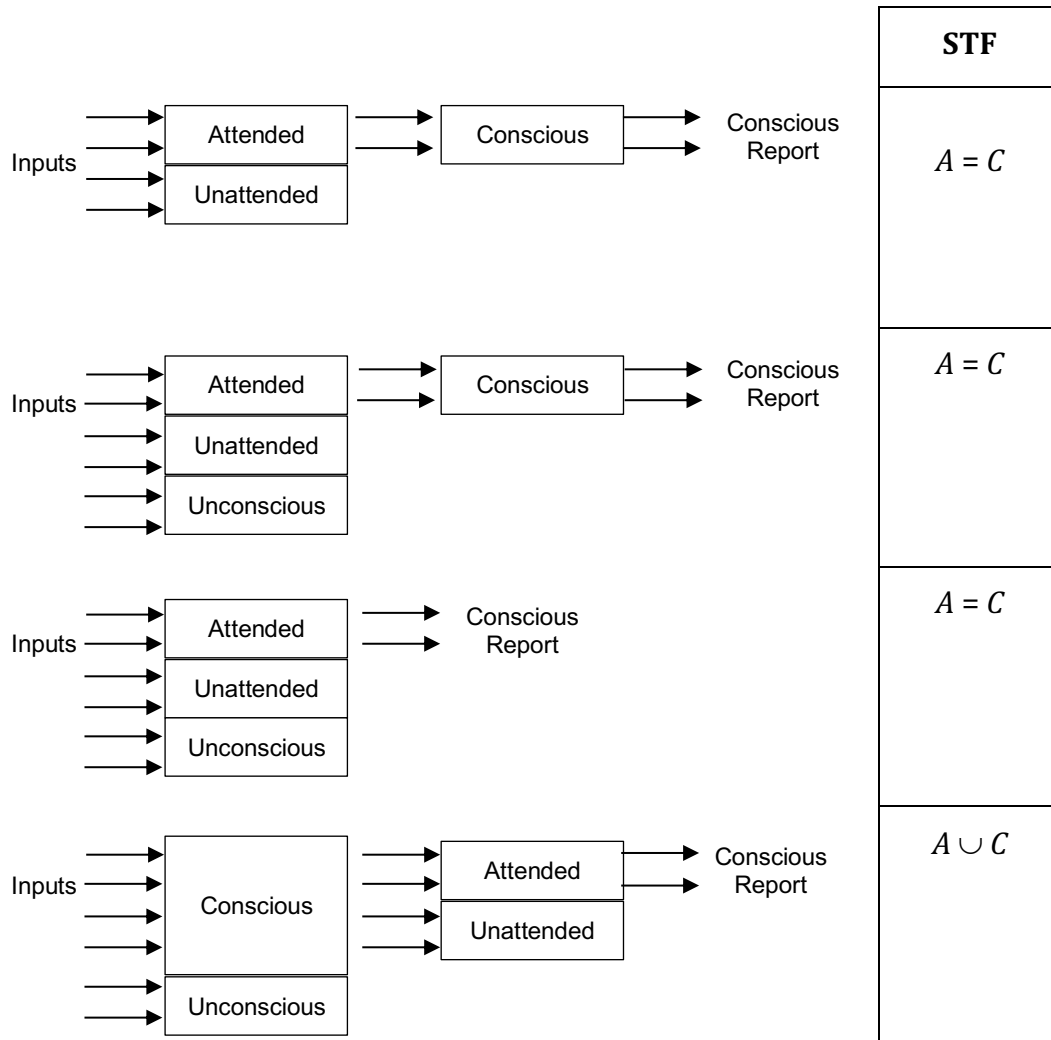 STF
Inputs
Attended
Unattended
Conscious
Conscious
Report
A = C
Inputs
Attended
Unattended
Unconscious
Conscious
Conscious
Report
A = C
Inputs
Attended
Unattended
Unconscious
Conscious
Report
A = C
Inputs
Conscious
Unconscious
Attended
Unattended
Conscious
Report
A ∪ C